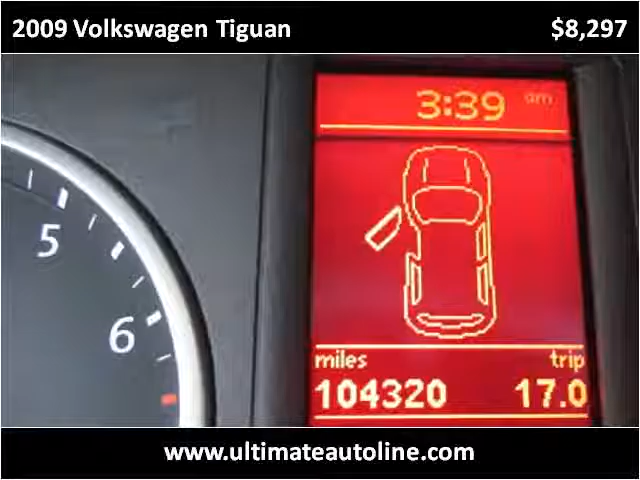 2009 Volkswagen Tiguan $8,297
3:39 am
5
6
miles trip
104320 17.0
www.ultimateautoline.com